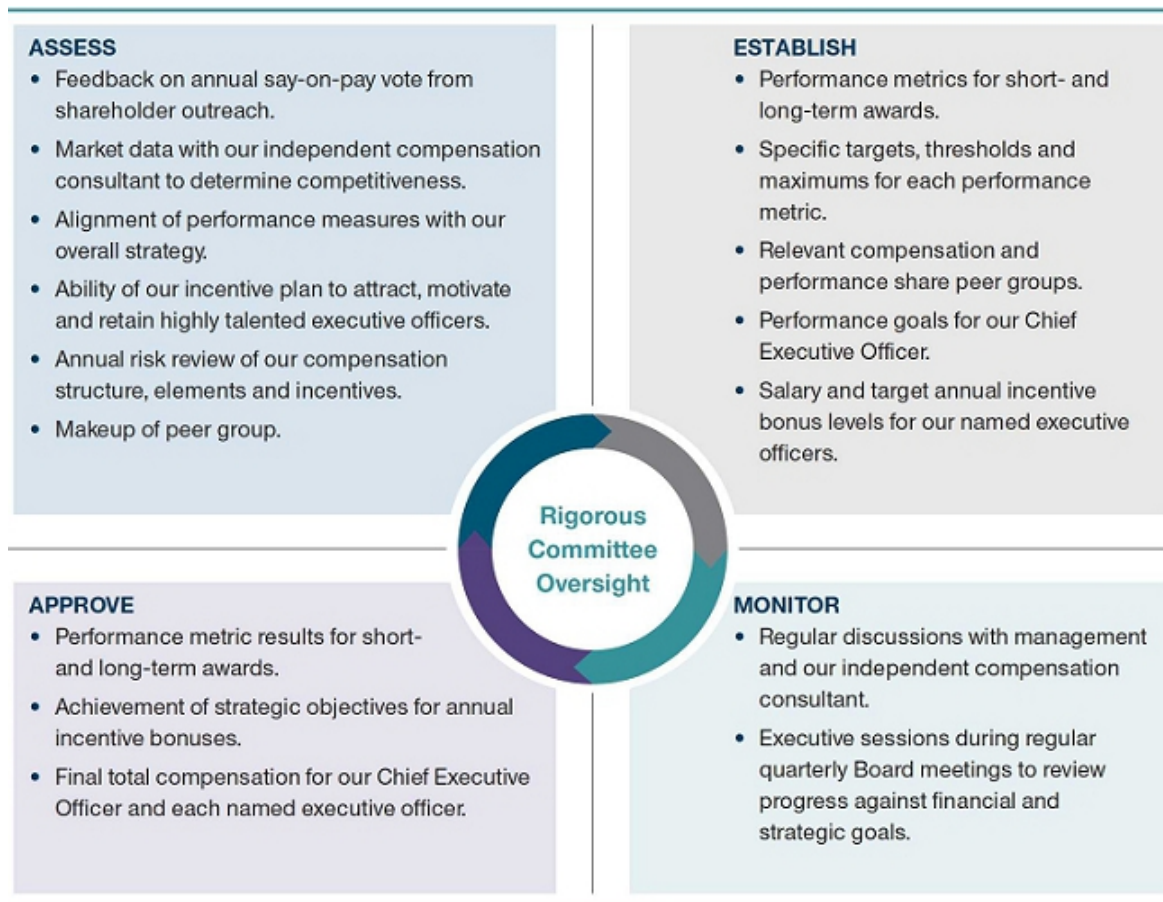 ASSESS
• Feedback on annual say-on-pay vote from
shareholder outreach.
• Market data with our independent compensation
consultant to determine competitiveness.
• Alignment of performance measures with our
overall strategy.
• Ability of our incentive plan to attract, motivate
and retain highly talented executive officers.
• Annual risk review of our compensation
structure, elements and incentives.
• Makeup of peer group.
ESTABLISH
• Performance metrics for short- and
long-term awards.
• Specific targets, thresholds and
maximums for each performance
metric.
• Relevant compensation and
performance share peer groups.
• Performance goals for our Chief
Executive Officer.
• Salary and target annual incentive
bonus levels for our named executive
officers.
Rigorous
Committee
Oversight
APPROVE
• Performance metric results for short-
and long-term awards.
• Achievement of strategic objectives for annual
incentive bonuses.
• Final total compensation for our Chief Executive
Officer and each named executive officer.
MONITOR
• Regular discussions with management
and our independent compensation
consultant.
• Executive sessions during regular
quarterly Board meetings to review
progress against financial and
strategic goals.